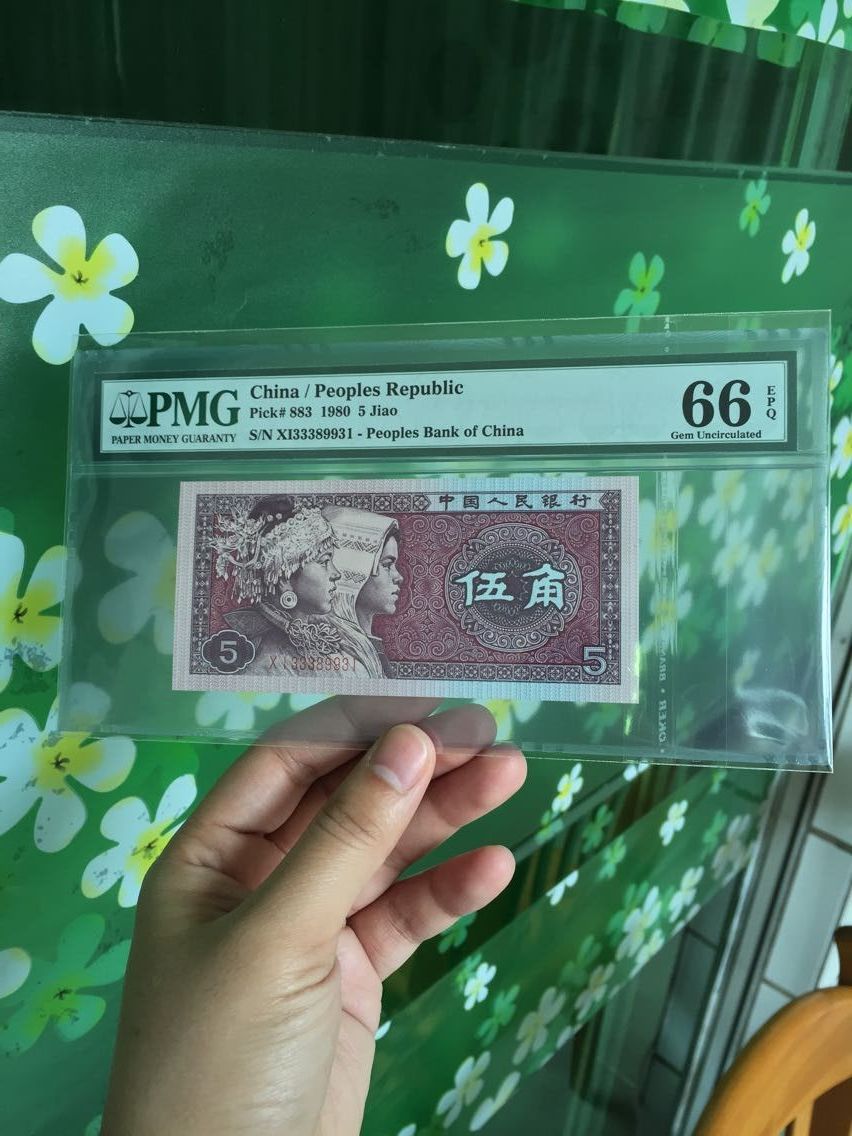 PMG
PAPER MONEY GUARANTY
China / Peoples Republic
Pick# 883 1980 5 Jiao
S/N XI33389931 - Peoples Bank of China
66
EPQ
Gem Uncirculated
中国人民银行
伍角
5
XI33389931
5